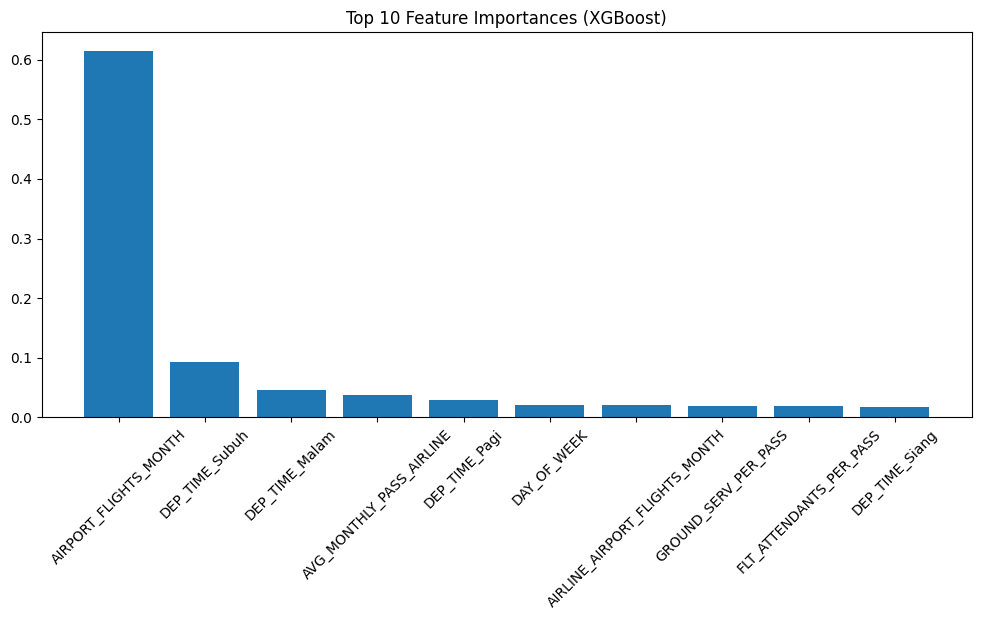 Top 10 Feature Importances (XGBoost)
0.6
0.5
0.4
0.3
0.2
0.1
0.0
AIRPORT_FLIGHTS_MONTH
DEP_TIME_Subuh
DEP_TIME_Malam
AVG_MONTHLY_PASS_AIRLINE
DEP_TIME_Pagi
DAY_OF_WEEK
AIRLINE_AIRPORT_FLIGHTS_MONTH
GROUND_SERV_PER_PASS
FLT_ATTENDANTS_PER_PASS
DEP_TIME_Siang